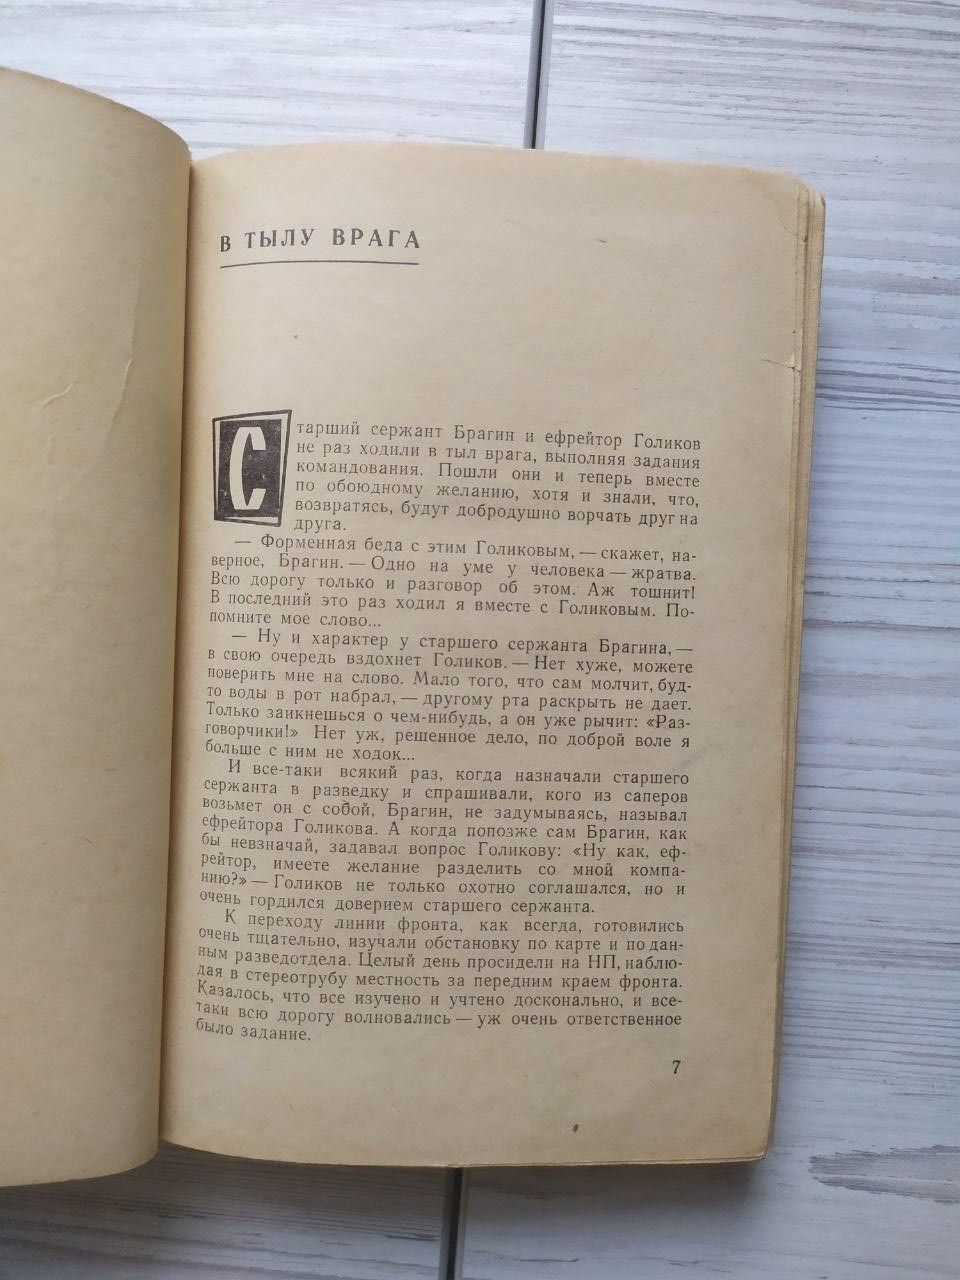 В ТЫЛУ ВРАГА
Старший сержант Брагин и ефрейтор Голиков
не раз ходили в тыл врага, выполняя задания
командования. Пошли они и теперь вместе
по обоюдному желанию, хотя и знали, что,
возвратясь, будут добродушно ворчать друг на
друга.
— Форменная беда с этим Голиковым, — скажет, на-
верное, Брагин. — Одно на уме у человека — жратва.
Всю дорогу только и разговор об этом. Аж тошнит!
В последний это раз ходил я вместе с Голиковым. По-
помните мое слово...
— Ну и характер у старшего сержанта Брагина, —
в свою очередь вздохнет Голиков. — Нет хуже, можете
поверить мне на слово. Мало того, что сам молчит, буд-
то воды в рот набрал, — другому рта раскрыть не дает.
Только заикнешься о чем-нибудь, а он уже рычит: «Раз-
говорчики!» Нет уж, решенное дело, по доброй воле я
больше с ним не ходок...
И все-таки всякий раз, когда назначали старшего
сержанта в разведку и спрашивали, кого из саперов
возьмет он с собой, Брагин, не задумываясь, называл
ефрейтора Голикова. А когда попозже сам Брагин, как
бы невзначай, задавал вопрос Голикову: «Ну как, еф-
рейтор, имеете желание разделить со мной компа-
нию?» — Голиков не только охотно соглашался, но и
очень гордился доверием старшего сержанта.
К переходу линии фронта, как всегда, готовились
очень тщательно, изучали обстановку по карте и по дан-
ным разведотдела. Целый день просидели на НП, наблю-
дая в стереотрубу местность за передним краем фронта.
Казалось, что все изучено и учтено досконально, и все-
таки всю дорогу волновались — уж очень ответственное
было задание.
7